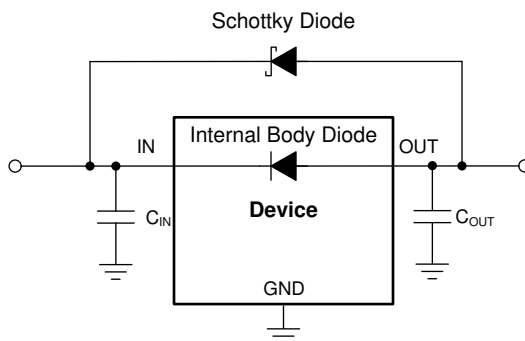 Schottky Diode
IN
Internal Body Diode
OUT
CIN
Device
COUT
GND